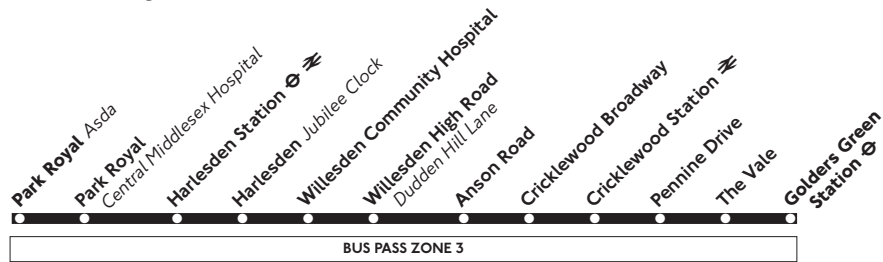 Park Royal Asda
Park Royal
Central Middlesex Hospital
Harlesden Station
Harlesden Jubilee Clock
Willesden Community Hospital
Willesden High Road
Dudden Hill Lane
Anson Road
Cricklewood Broadway
Cricklewood Station
Pennine Drive
The Vale
Golders Green
Station
BUS PASS ZONE 3